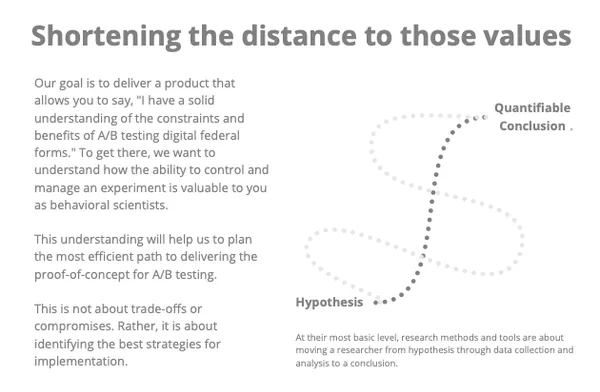 Shortening the distance to those values
Our goal is to deliver a product that
allows you to say, "I have a solid
understanding of the constraints and
benefits of A/B testing digital federal
forms." To get there, we want to
understand how the ability to control and
manage an experiment is valuable to you
as behavioral scientists.
This understanding will help us to plan
the most efficient path to delivering the
proof-of-concept for A/B testing.
This is not about trade-offs or
compromises. Rather, it is about
identifying the best strategies for
implementation.
Quantifiable
Conclusion .
Hypothesis
At their most basic level, research methods and tools are about
moving a researcher from hypothesis through data collection and
analysis to a conclusion.